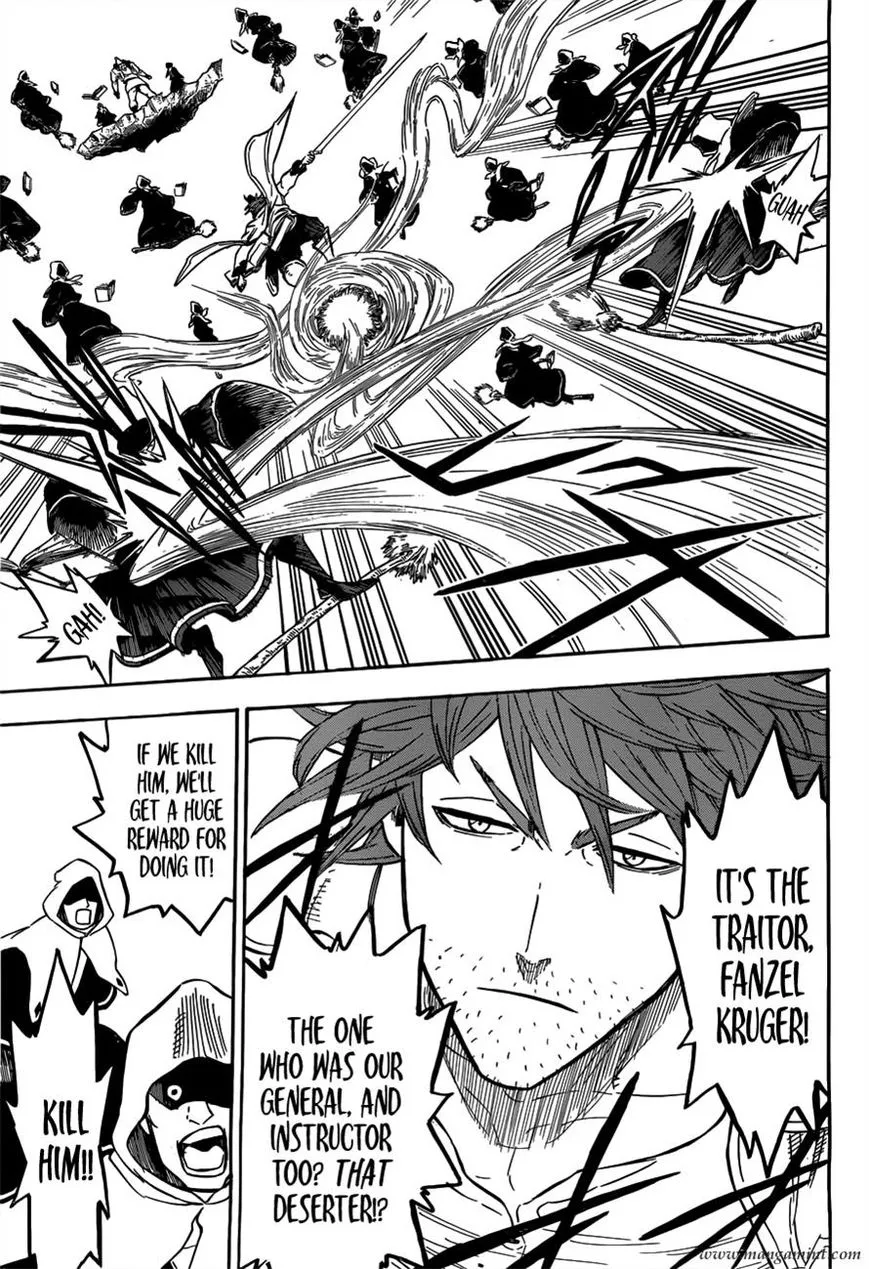 GUAH
GAH!
IT'S THE
TRAITOR,
FANZEL
KRUGER!
THE ONE
WHO WAS OUR
GENERAL, AND
INSTRUCTOR
TOO? THAT
DESERTER!?
IF WE KILL
HIM, WE'LL
GET A HUGE
REWARD FOR
DOING IT!
KILL
HIM!!
www.mangamint.com